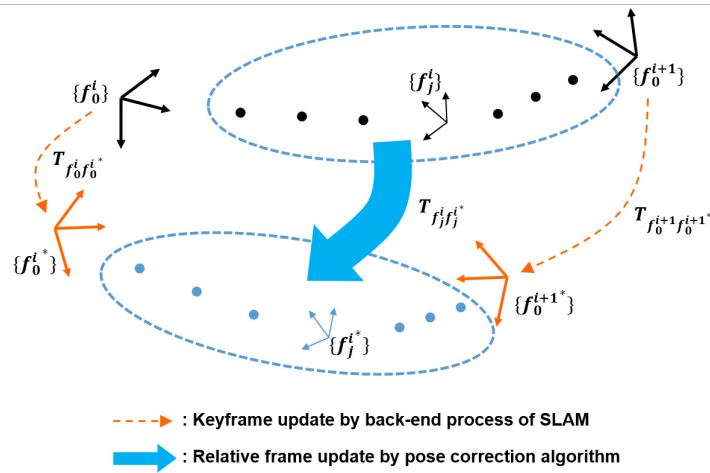 {f_0^i}
{f_j^i}
{f_0^{i+1}}
T_{f_0^i f_0^{i*}}
T_{f_j^i f_j^{i*}}
T_{f_0^{i+1} f_0^{i+1*}}
{f_0^{i*}}
{f_0^{i+1*}}
{f_j^{i*}}
: Keyframe update by back-end process of SLAM
: Relative frame update by pose correction algorithm